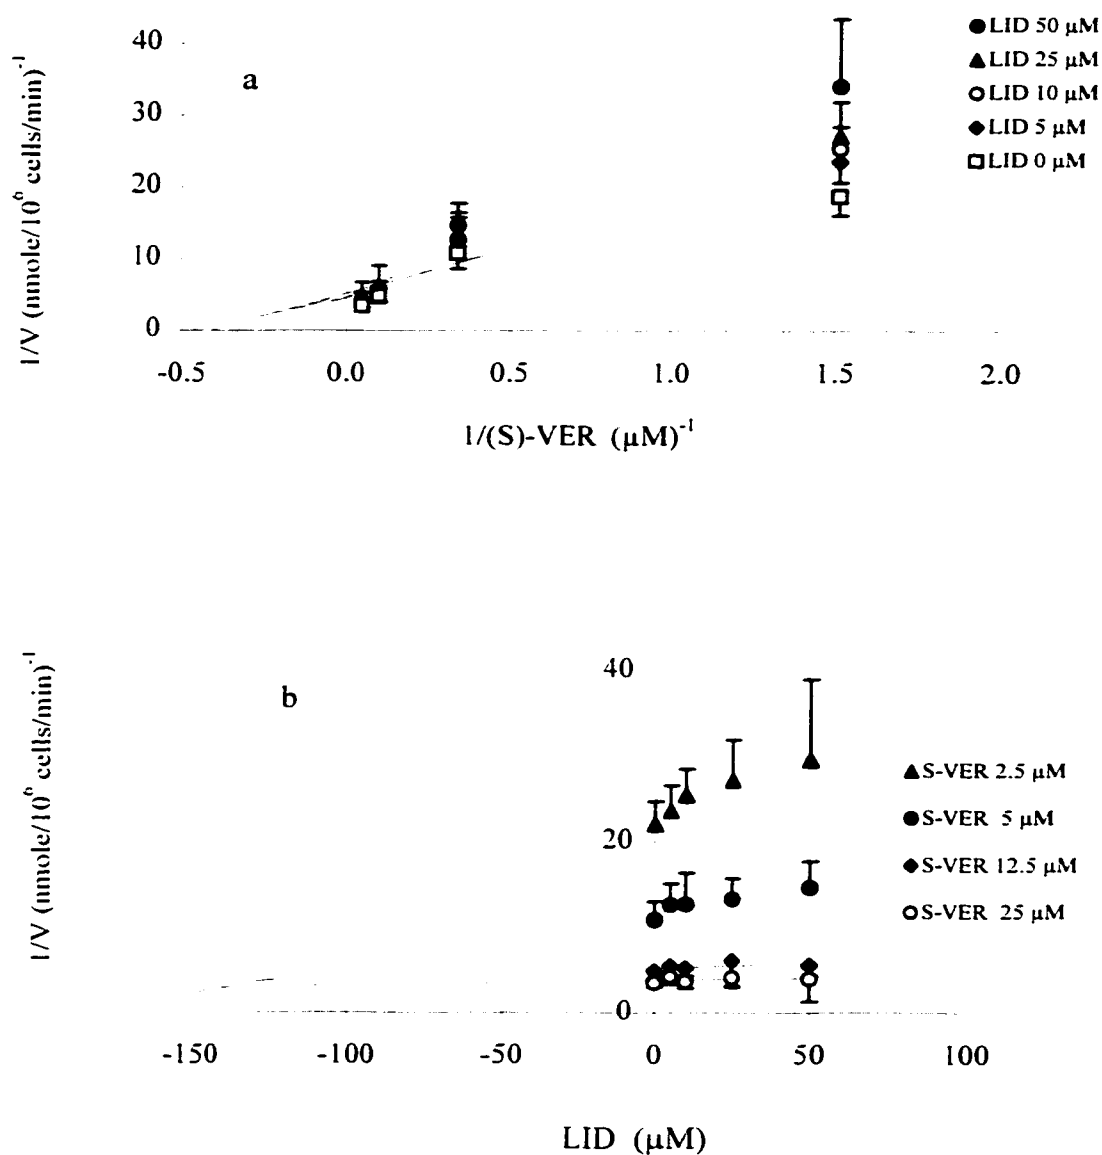 40
30
20
10
0
a
LID 50 µM
LID 25 µM
LID 10 µM
LID 5 µM
LID 0 µM
1/V (nmole/10⁶ cells/min)⁻¹
-0.5 0.0 0.5 1.0 1.5 2.0
1/(S)-VER (µM)⁻¹
40
20
0
b
S-VER 2.5 µM
S-VER 5 µM
S-VER 12.5 µM
S-VER 25 µM
1/V (nmole/10⁶ cells/min)⁻¹
-150 -100 -50 0 50 100
LID (µM)